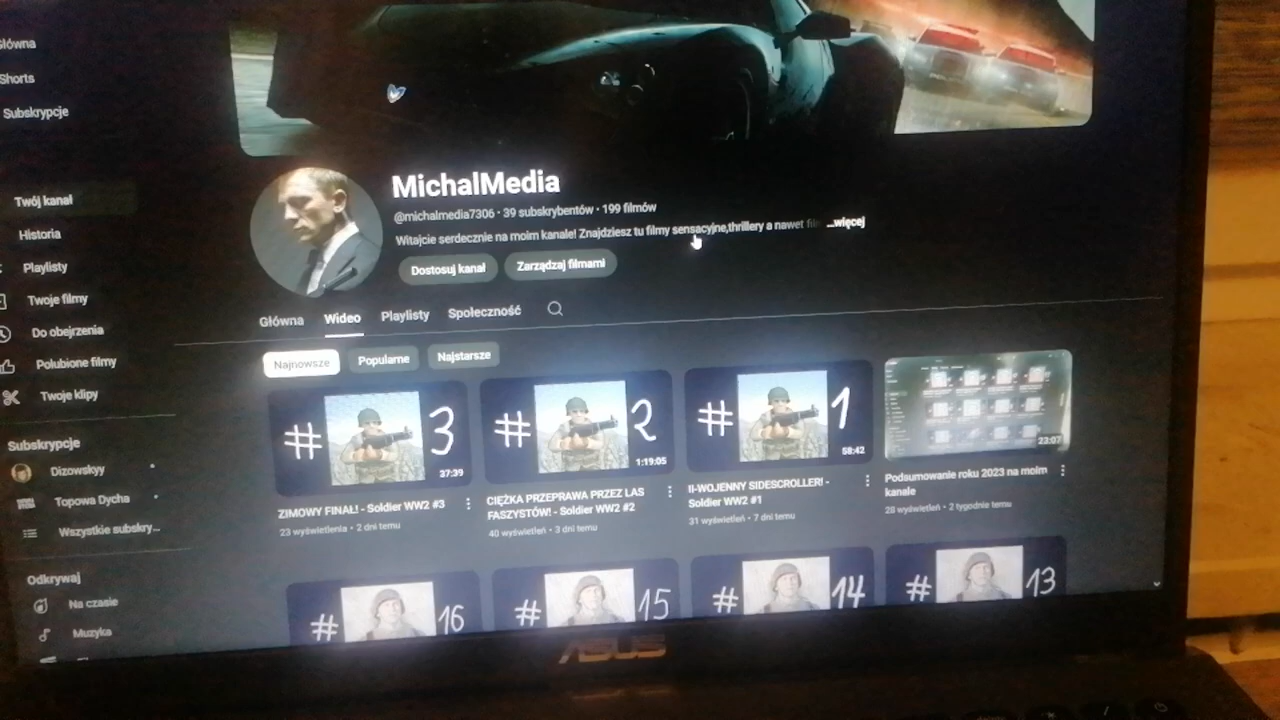 Główna
Shorts
Subskrypcje
Twój kanał
Historia
Playlisty
Twoje filmy
Do obejrzenia
Polubione filmy
Twoje klipy
Subskrypcje
Dizowskyy
Topowa Dycha
Wszystkie subskry...
Odkrywaj
Na czasie
Muzyka
MichalMedia
@michalmedia7306 • 39 subskrybentów • 199 filmów
Witajcie serdecznie na moim kanale! Znajdziesz tu filmy sensacyjne,thrillery a nawet ...więcej
Dostosuj kanał Zarządzaj filmami
Główna Wideo Playlisty Społeczność
Najnowsze Popularne Najstarsze
# 3
37:39
ZIMOWY FINAŁ! - Soldier WW2 #3
23 wyświetlenia • 2 dni temu
# 2
1:19:05
CIĘŻKA PRZEPRAWA PRZEZ LAS
FASZYSTÓW! - Soldier WW2 #2
40 wyświetleń • 3 dni temu
# 1
58:42
II-WOJENNY SIDESCROLLER! -
Soldier WW2 #1
31 wyświetleń • 7 dni temu
23:07
Podsumowanie roku 2023 na moim
kanale
28 wyświetleń • 2 tygodnie temu
# 16
# 15
# 14
# 13
ASUS